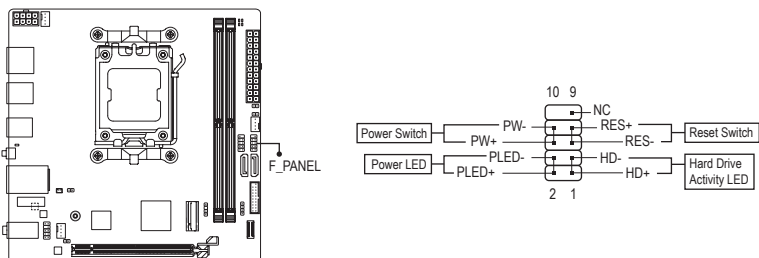 F_PANEL
10 9
NC
Power Switch PW- RES+ Reset Switch
PW+ RES-
Power LED PLED- HD- Hard Drive
PLED+ HD+ Activity LED
2 1